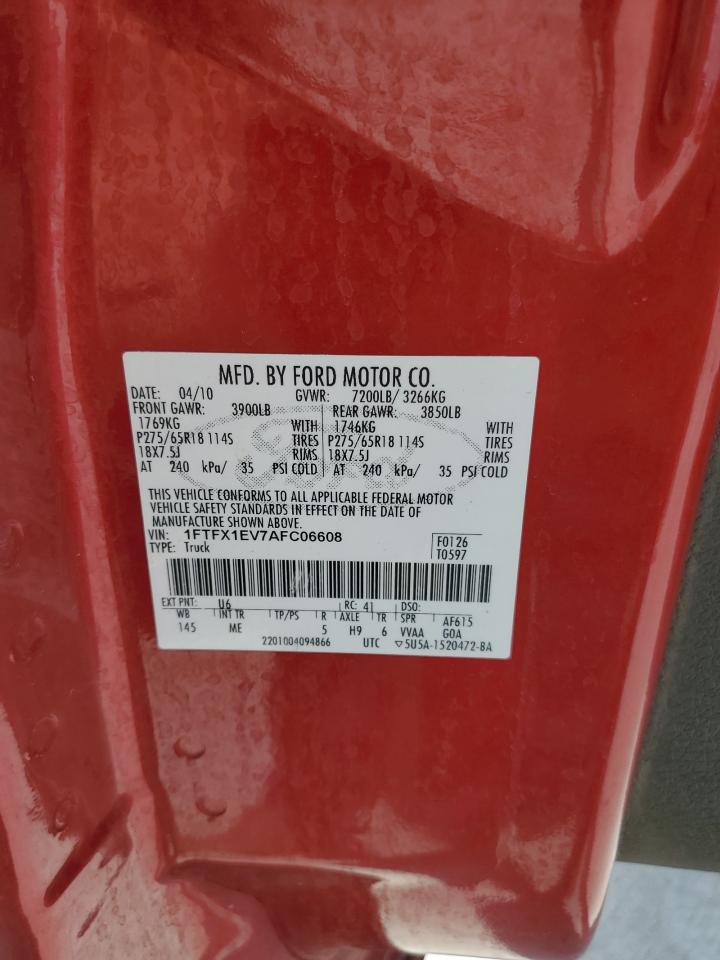 MFD. BY FORD MOTOR CO.
DATE: 04/10 GVWR: 7200LB/ 3266KG
FRONT GAWR: 3900LB REAR GAWR: 3850LB
1769KG WITH 1746KG WITH
P275/65R18 114S TIRES P275/65R18 114S TIRES
18X7.5J RIMS 18X7.5J RIMS
AT 240 kPa/ 35 PSI COLD AT 240 kPa/ 35 PSI COLD
Ford
THIS VEHICLE CONFORMS TO ALL APPLICABLE FEDERAL MOTOR
VEHICLE SAFETY STANDARDS IN EFFECT ON THE DATE OF
MANUFACTURE SHOWN ABOVE.
VIN: 1FTFX1EV7AFC06608 F0126
TYPE: Truck T0597
EXT PNT: U6 RC: 41 DSO:
WB INT TR TP/PS R AXLE TR SPR AF615
145 ME 5 H9 6 VVAA GOA
2201004094866 UTC ▽5U5A-1520472-BA